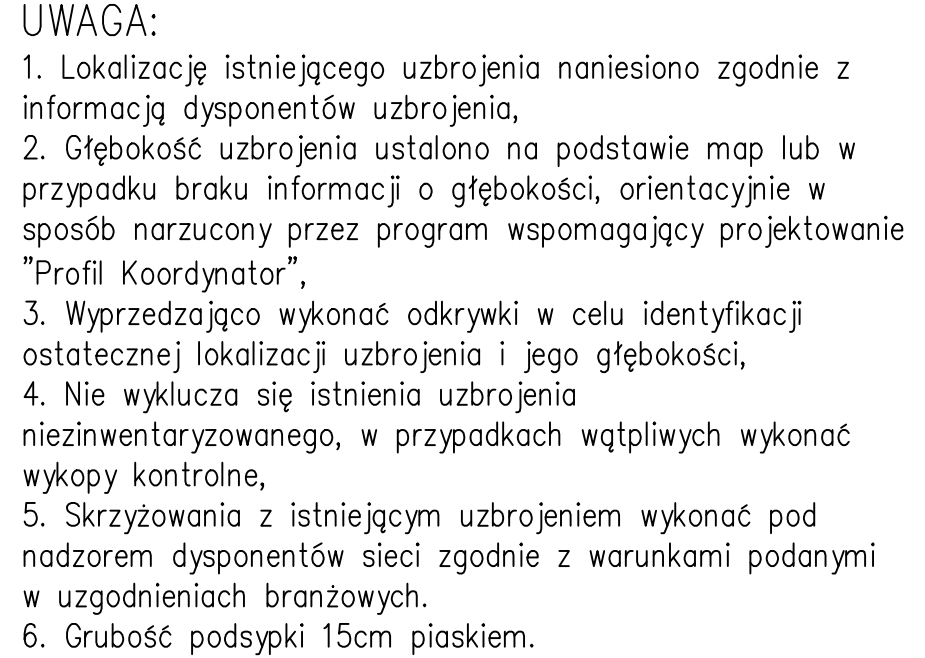 UWAGA:
1. Lokalizację istniejącego uzbrojenia naniesiono zgodnie z
informacją dysponentów uzbrojenia,
2. Głębokość uzbrojenia ustalono na podstawie map lub w
przypadku braku informacji o głębokości, orientacyjnie w
sposób narzucony przez program wspomagający projektowanie
"Profil Koordynator",
3. Wyprzedzająco wykonać odkrywki w celu identyfikacji
ostatecznej lokalizacji uzbrojenia i jego głębokości,
4. Nie wyklucza się istnienia uzbrojenia
niezinwentaryzowanego, w przypadkach wątpliwych wykonać
wykopy kontrolne,
5. Skrzyżowania z istniejącym uzbrojeniem wykonać pod
nadzorem dysponentów sieci zgodnie z warunkami podanymi
w uzgodnieniach branżowych.
6. Grubość podsypki 15cm piaskiem.